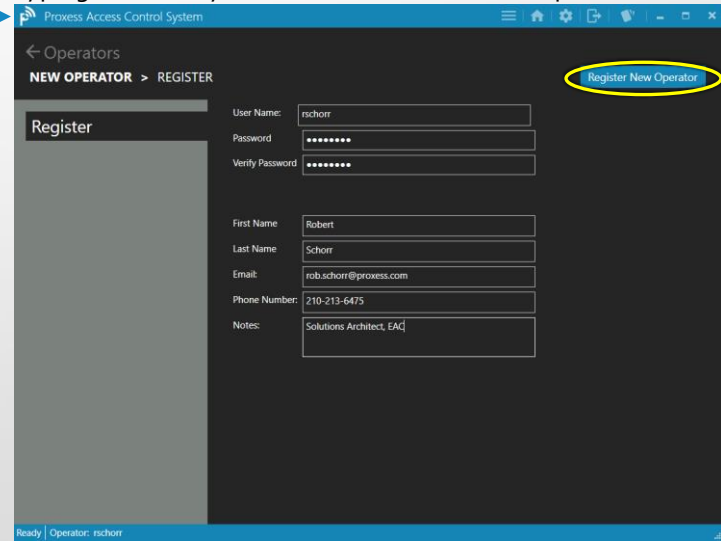 Proxess Access Control System
Operators
NEW OPERATOR > REGISTER
Register New Operator
Register
User Name: rschorr
Password ••••••••
Verify Password ••••••••
First Name Robert
Last Name Schorr
Email: rob.schorr@proxess.com
Phone Number: 210-213-6475
Notes: Solutions Architect, EAC
Ready Operator: rschorr